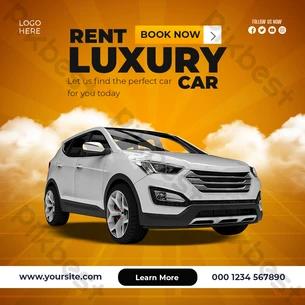 LOGO
HERE
RENT
BOOK NOW
FOLLOW US NOW
LUXURY
CAR
Let us find the perfect car
for you today
www.yoursite.com
Learn More
000 1234 567890
pixbest